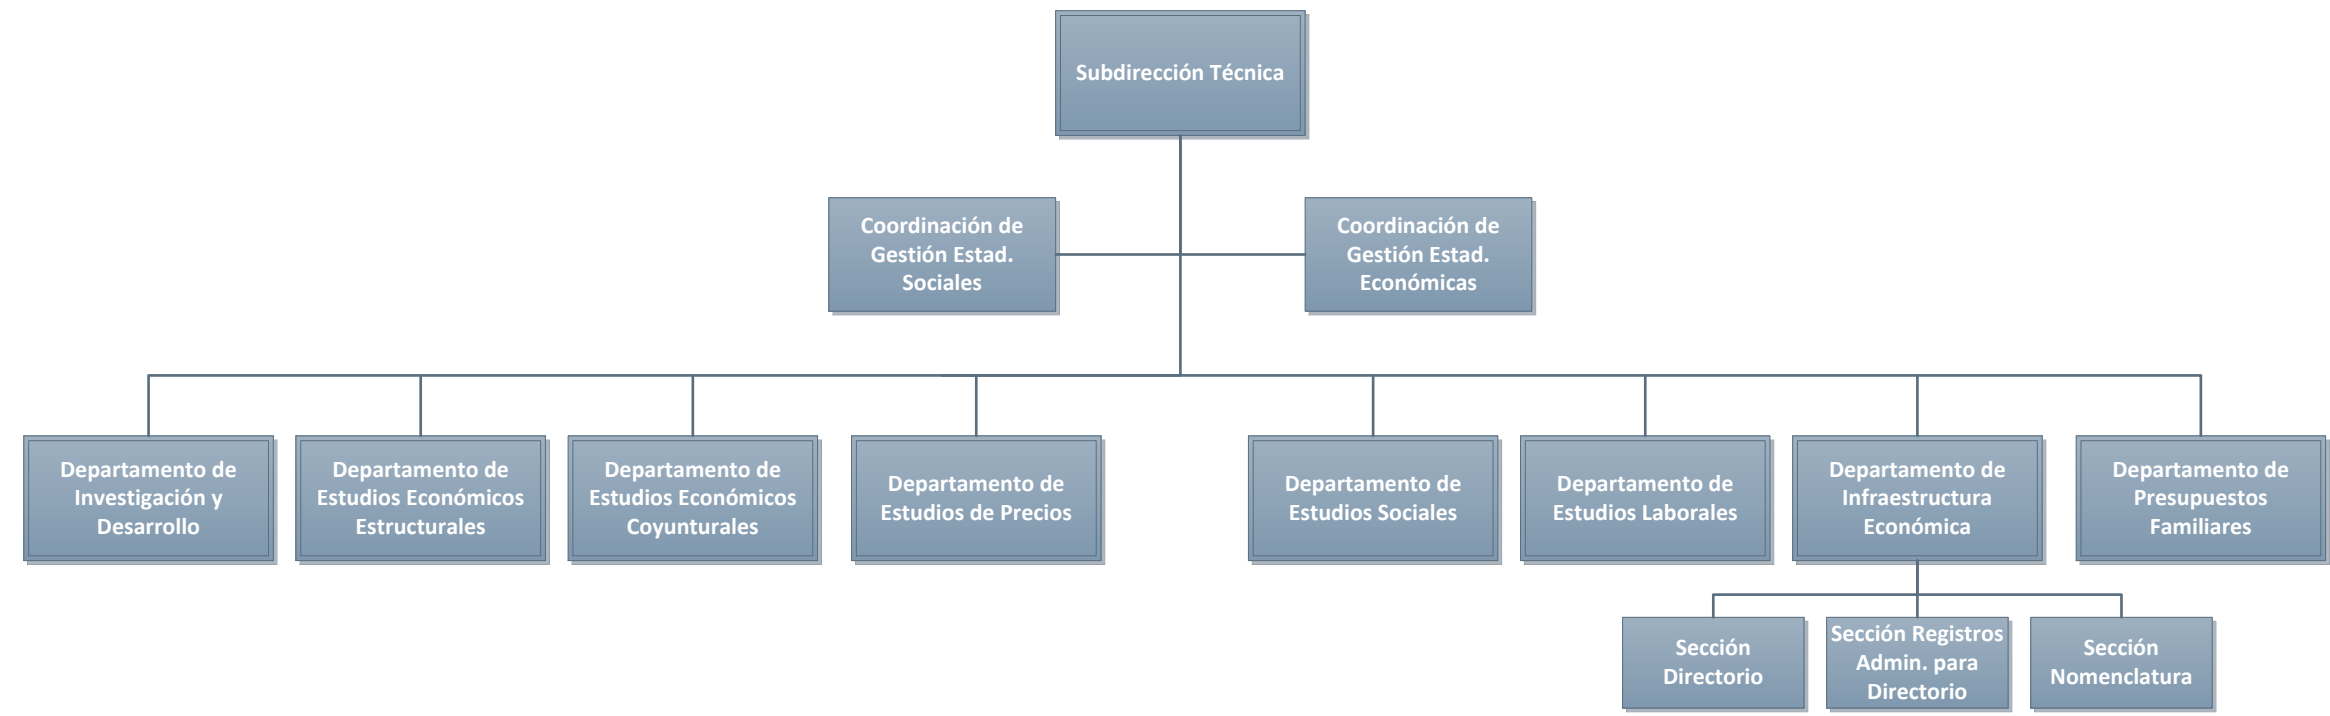 Subdirección Técnica
Coordinación de
Gestión Estad.
Sociales
Coordinación de
Gestión Estad.
Económicas
Departamento de
Investigación y
Desarrollo
Departamento de
Estudios Económicos
Estructurales
Departamento de
Estudios Económicos
Coyunturales
Departamento de
Estudios de Precios
Departamento de
Estudios Sociales
Departamento de
Estudios Laborales
Departamento de
Infraestructura
Económica
Departamento de
Presupuestos
Familiares
Sección
Directorio
Sección Registros
Admin. para
Directorio
Sección
Nomenclatura